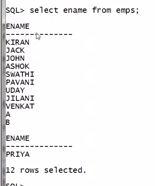 SQL> select ename from emps;
ENAME
--------------
KIRAN
JACK
JOHN
ASHOK
SWATHI
PAVANI
UDAY
JILANI
VENKAT
A
B
ENAME
--------------
PRIYA
12 rows selected.
SQL>